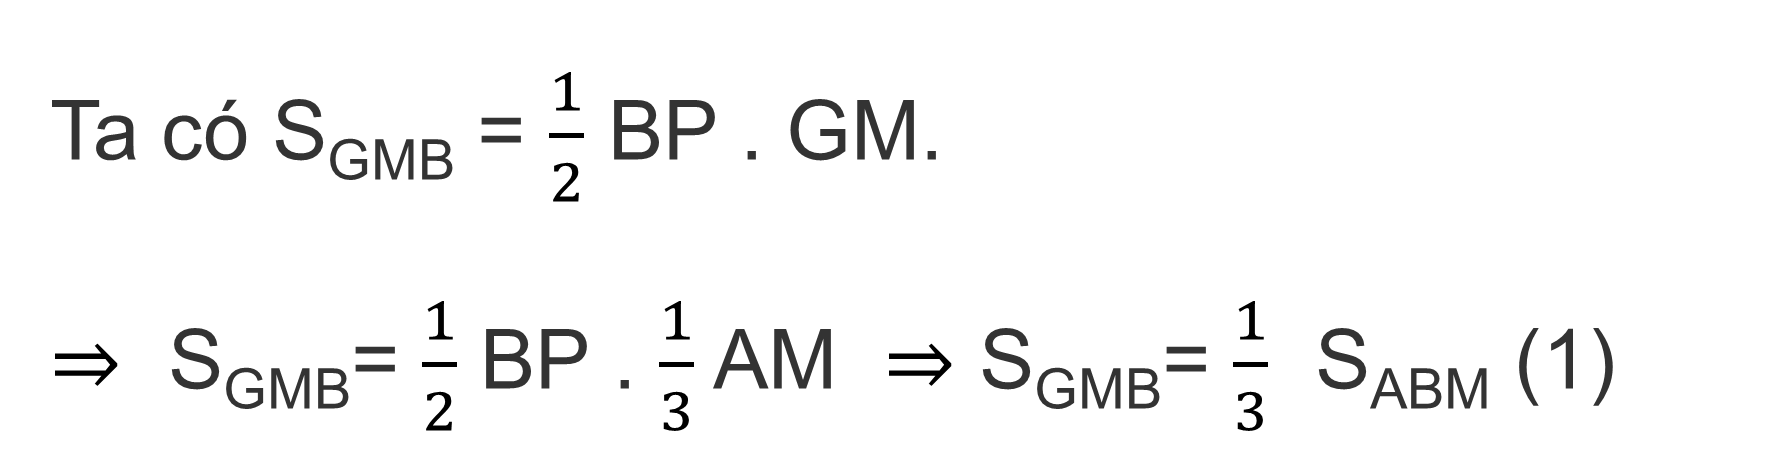 Ta có S_GMB = 1/2 BP . GM.
⇒ S_GMB= 1/2 BP . 1/3 AM ⇒ S_GMB= 1/3 S_ABM (1)